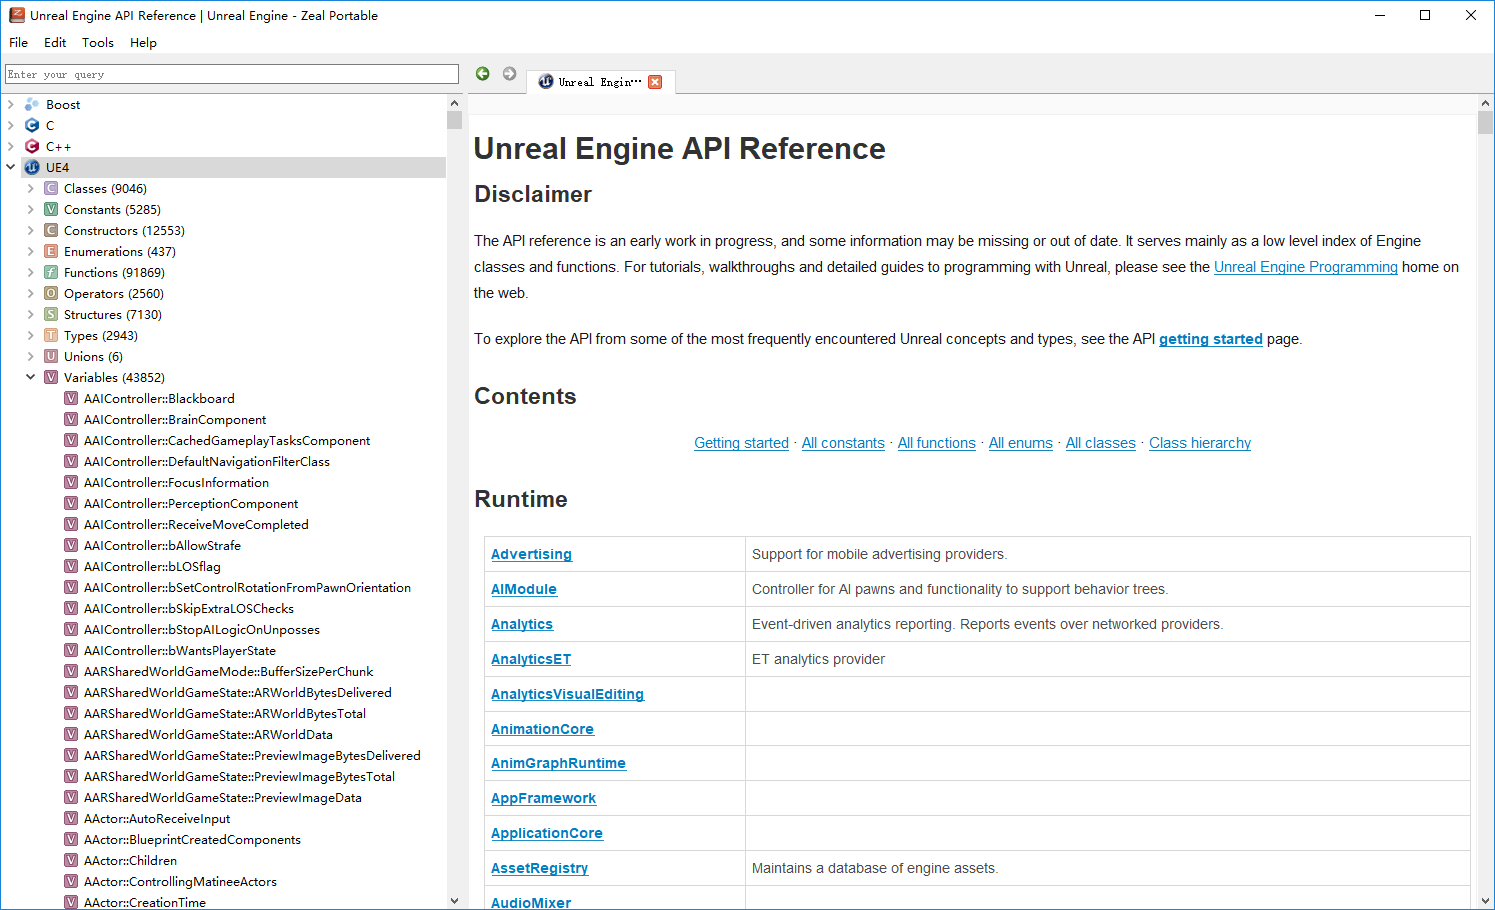 Unreal Engine API Reference | Unreal Engine - Zeal Portable
File Edit Tools Help
Enter your query
Unreal Engin···
Boost
C
C++
UE4
Classes (9046)
Constants (5285)
Constructors (12553)
Enumerations (437)
Functions (91869)
Operators (2560)
Structures (7130)
Types (2943)
Unions (6)
Variables (43852)
AAIController::Blackboard
AAIController::BrainComponent
AAIController::CachedGameplayTasksComponent
AAIController::DefaultNavigationFilterClass
AAIController::FocusInformation
AAIController::PerceptionComponent
AAIController::ReceiveMoveCompleted
AAIController::bAllowStrafe
AAIController::bLOSflag
AAIController::bSetControlRotationFromPawnOrientation
AAIController::bSkipExtraLOSChecks
AAIController::bStopAILogicOnUnposses
AAIController::bWantsPlayerState
AARSharedWorldGameMode::BufferSizePerChunk
AARSharedWorldGameState::ARWorldBytesDelivered
AARSharedWorldGameState::ARWorldBytesTotal
AARSharedWorldGameState::ARWorldData
AARSharedWorldGameState::PreviewImageBytesDelivered
AARSharedWorldGameState::PreviewImageBytesTotal
AARSharedWorldGameState::PreviewImageData
AActor::AutoReceiveInput
AActor::BlueprintCreatedComponents
AActor::Children
AActor::ControllingMatineeActors
AActor::CreationTime
Unreal Engine API Reference
Disclaimer
The API reference is an early work in progress, and some information may be missing or out of date. It serves mainly as a low level index of Engine
classes and functions. For tutorials, walkthroughs and detailed guides to programming with Unreal, please see the Unreal Engine Programming home on
the web.
To explore the API from some of the most frequently encountered Unreal concepts and types, see the API getting started page.
Contents
Getting started · All constants · All functions · All enums · All classes · Class hierarchy
Runtime
Advertising Support for mobile advertising providers.
AIModule Controller for AI pawns and functionality to support behavior trees.
Analytics Event-driven analytics reporting. Reports events over networked providers.
AnalyticsET ET analytics provider
AnalyticsVisualEditing
AnimationCore
AnimGraphRuntime
AppFramework
ApplicationCore
AssetRegistry Maintains a database of engine assets.
AudioMixer